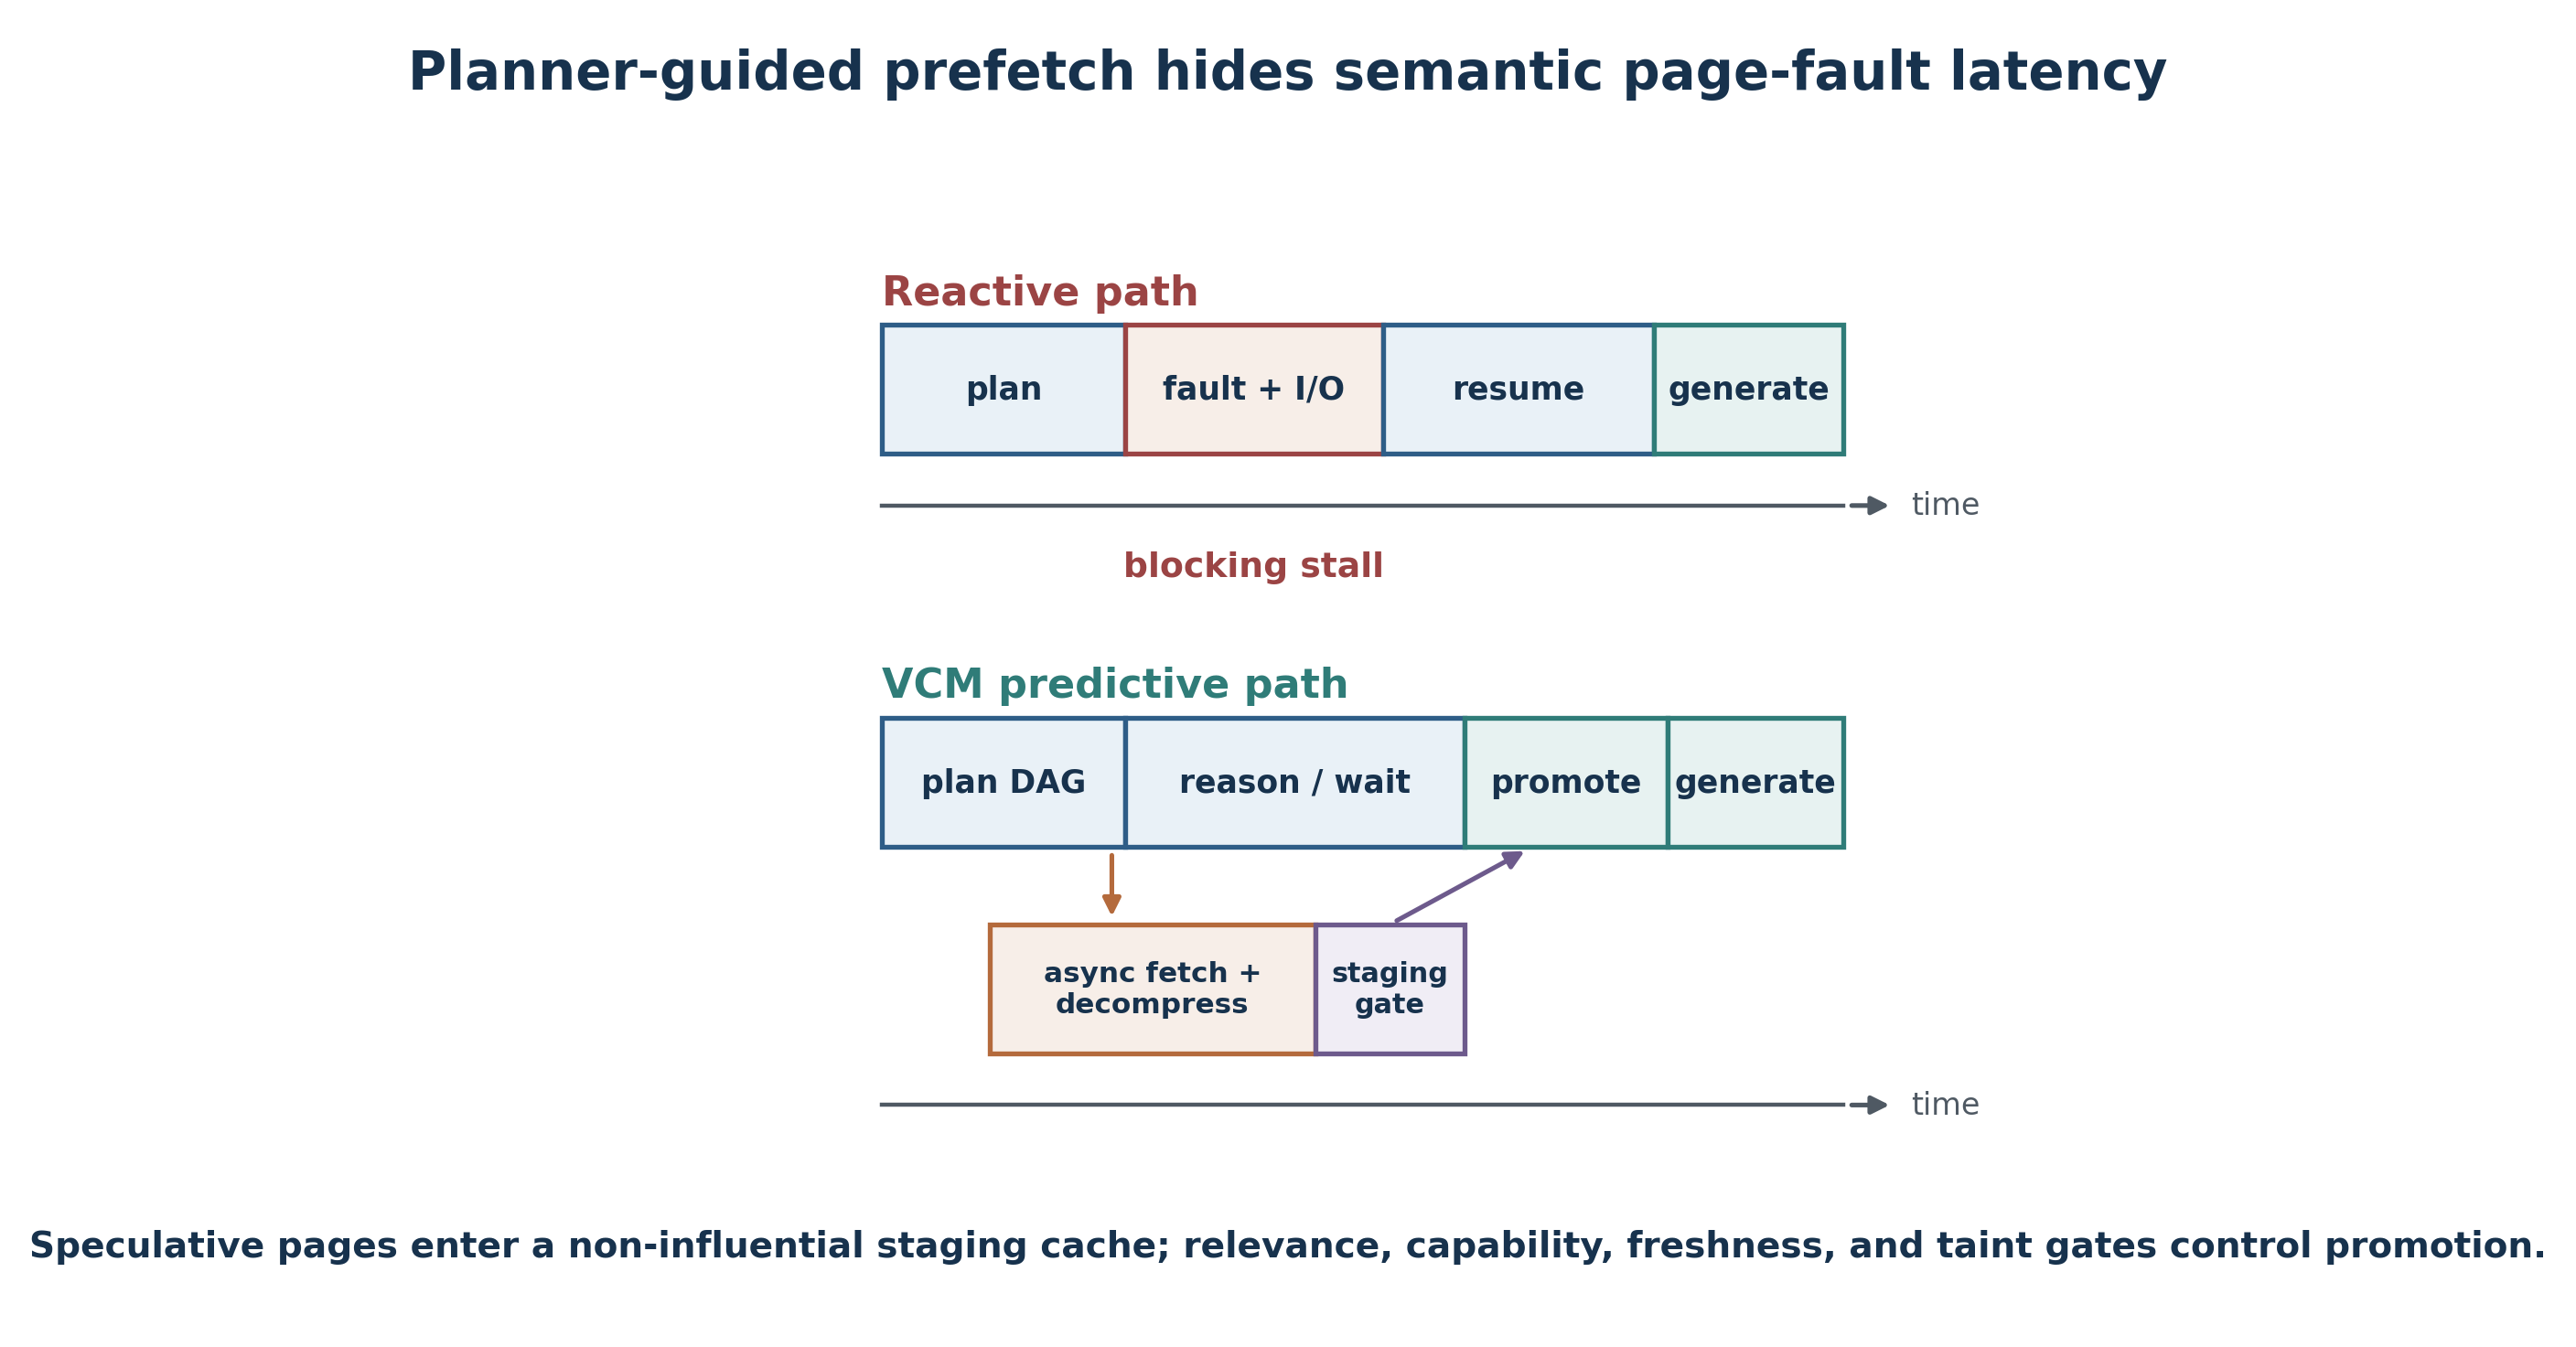 Planner-guided prefetch hides semantic page-fault latency
Reactive path
plan
fault + I/O
resume
generate
time
blocking stall
VCM predictive path
plan DAG
reason / wait
promote
generate
async fetch +
decompress
staging
gate
time
Speculative pages enter a non-influential staging cache; relevance, capability, freshness, and taint gates control promotion.